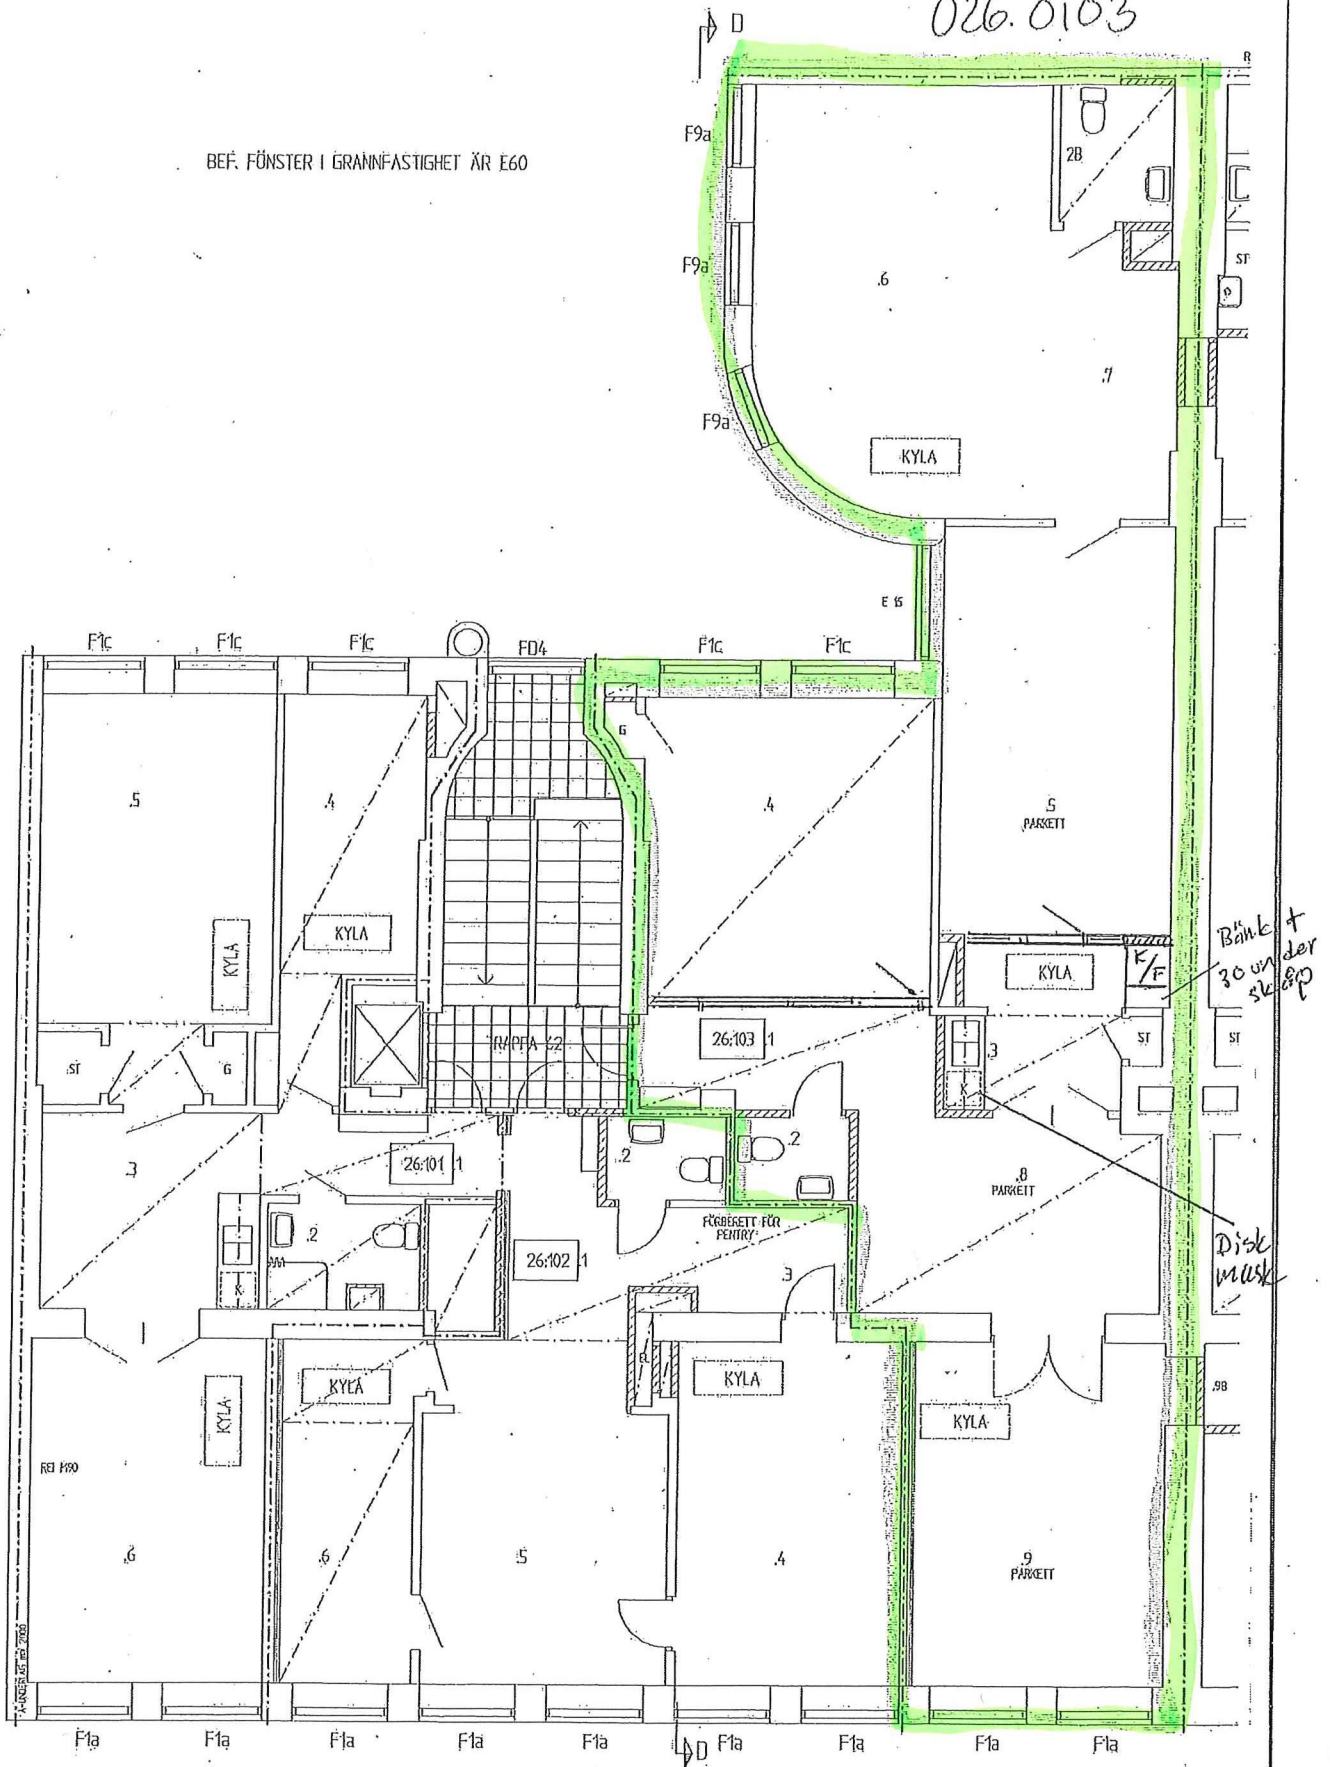 026.0103
D
R
F9a
BEF. FÖNSTER I GRANNFASTIGHET ÄR E60
2B
F9a
.6
ST
.7
F9a
KYLA
E 15
F1c
F1c
F1c
FD4
F1c
F1c
G
.5
.4
.4
.5
PARKETT
KYLA
KYLA
KYLA
K/F
Bänk +
30 under
skåp
26:103 .1
.3
ST
ST
ST
G
K
.3
26:101 .1
.2
.2
.8
PARKETT
.2
FÖRBERETT FÖR
PENTRY
26:102 .1
.3
K
Disk
mask
KYLA
KYLA
KYLA
KYLA
.9B
REI M90
.6
.6
.5
.4
.9
PARKETT
F1a
F1a
F1a
F1a
F1a
D
F1a
F1a
F1a
F1a